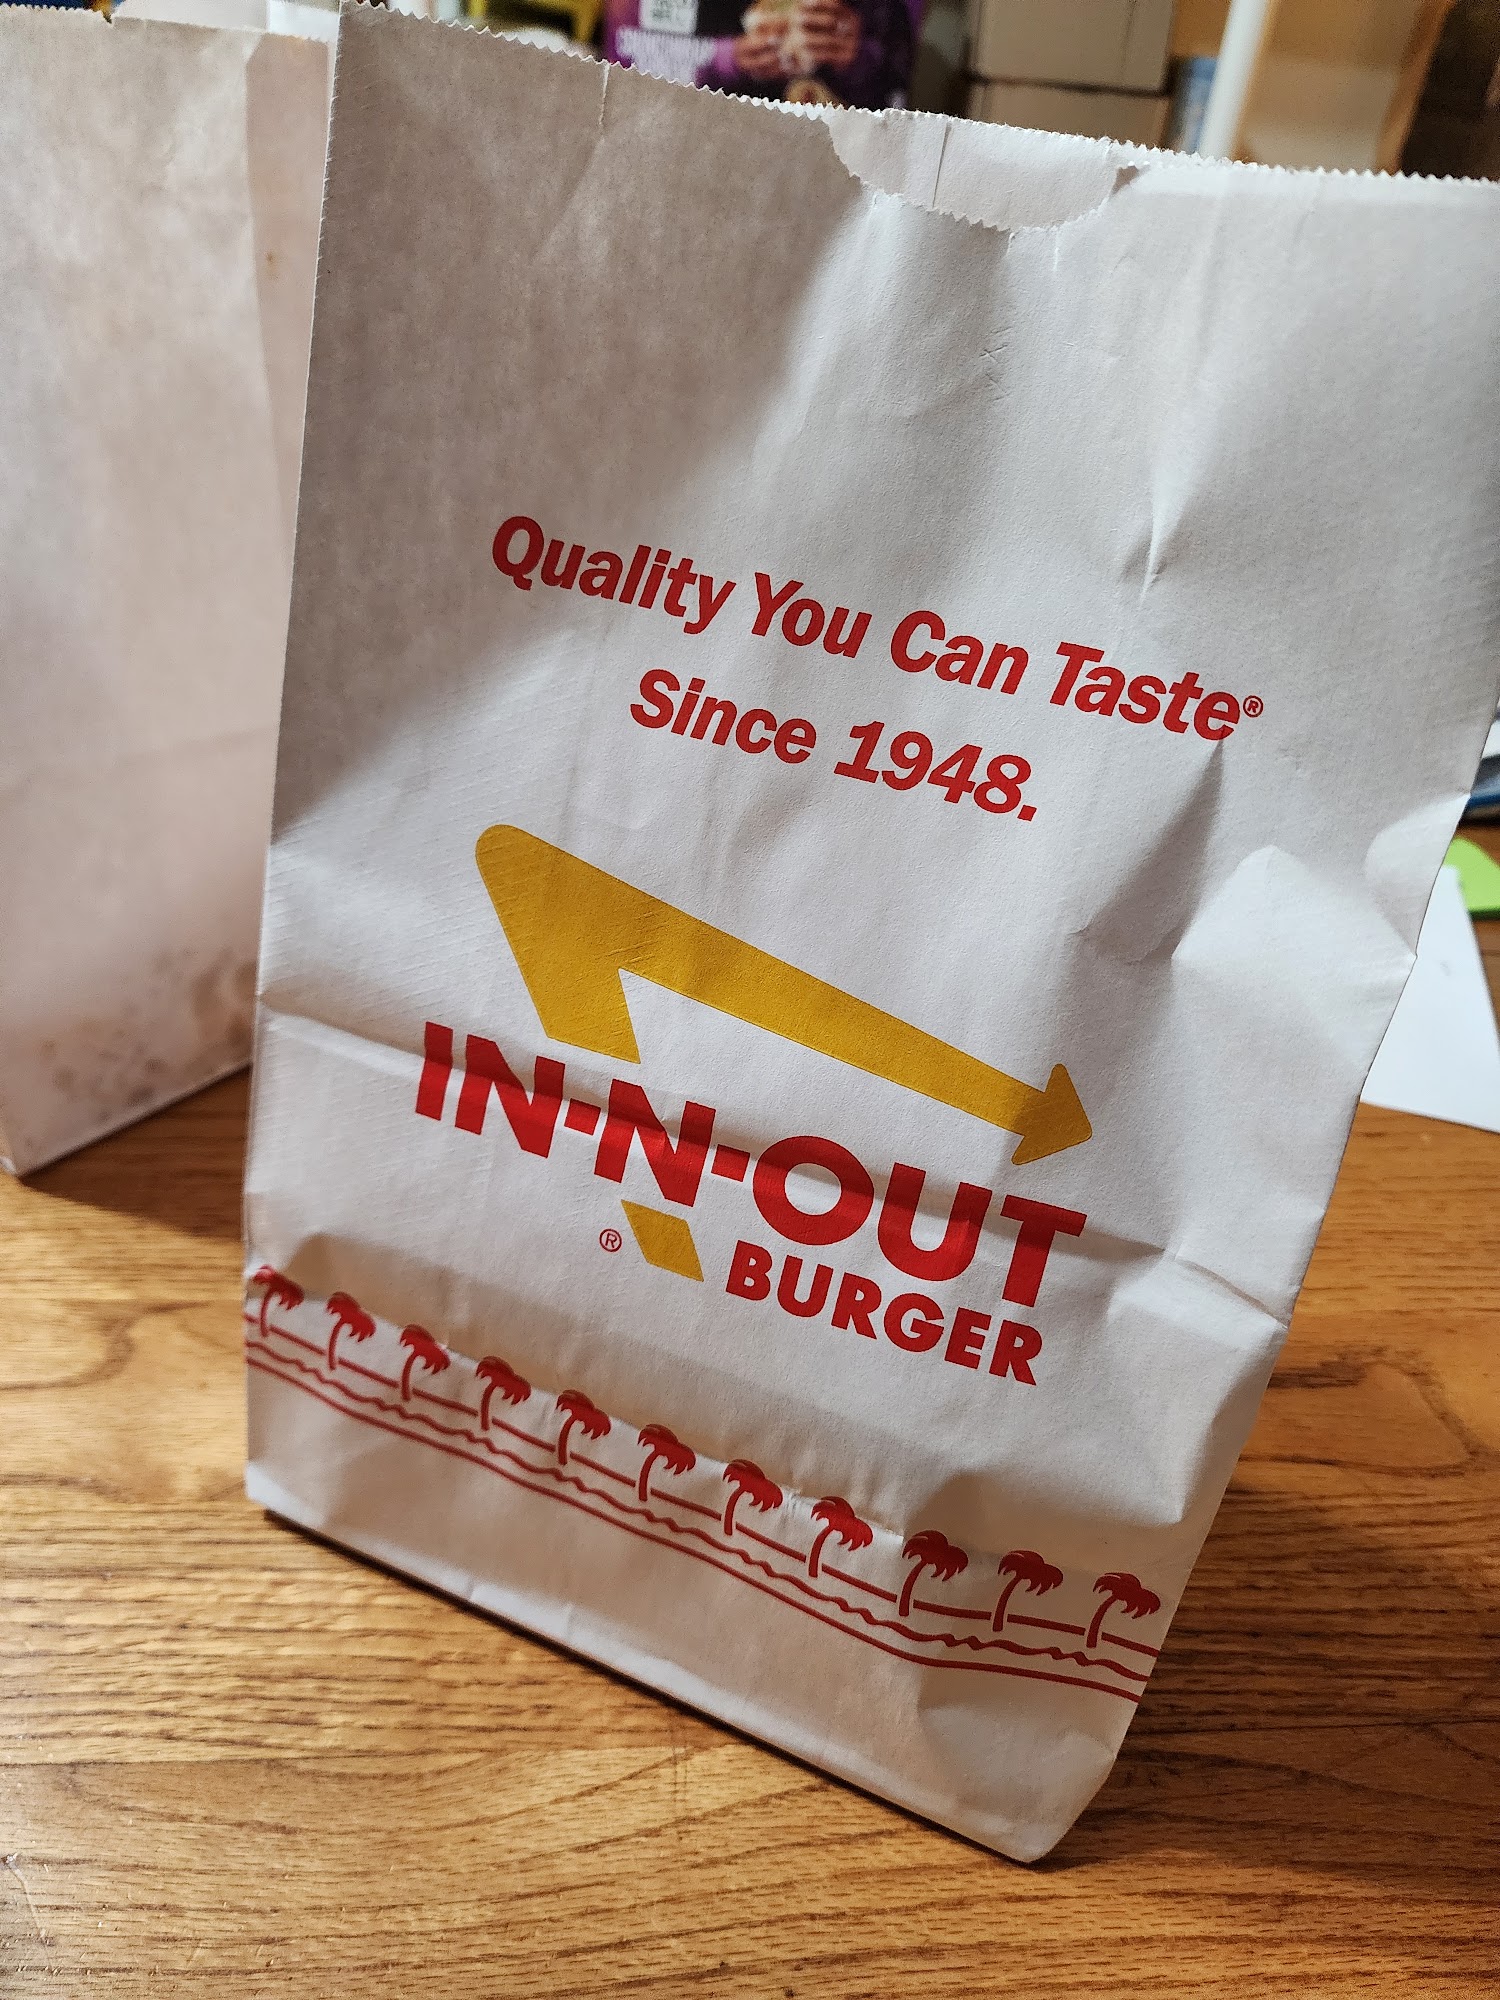 Quality You Can Taste®
Since 1948.
IN-N-OUT
®
BURGER